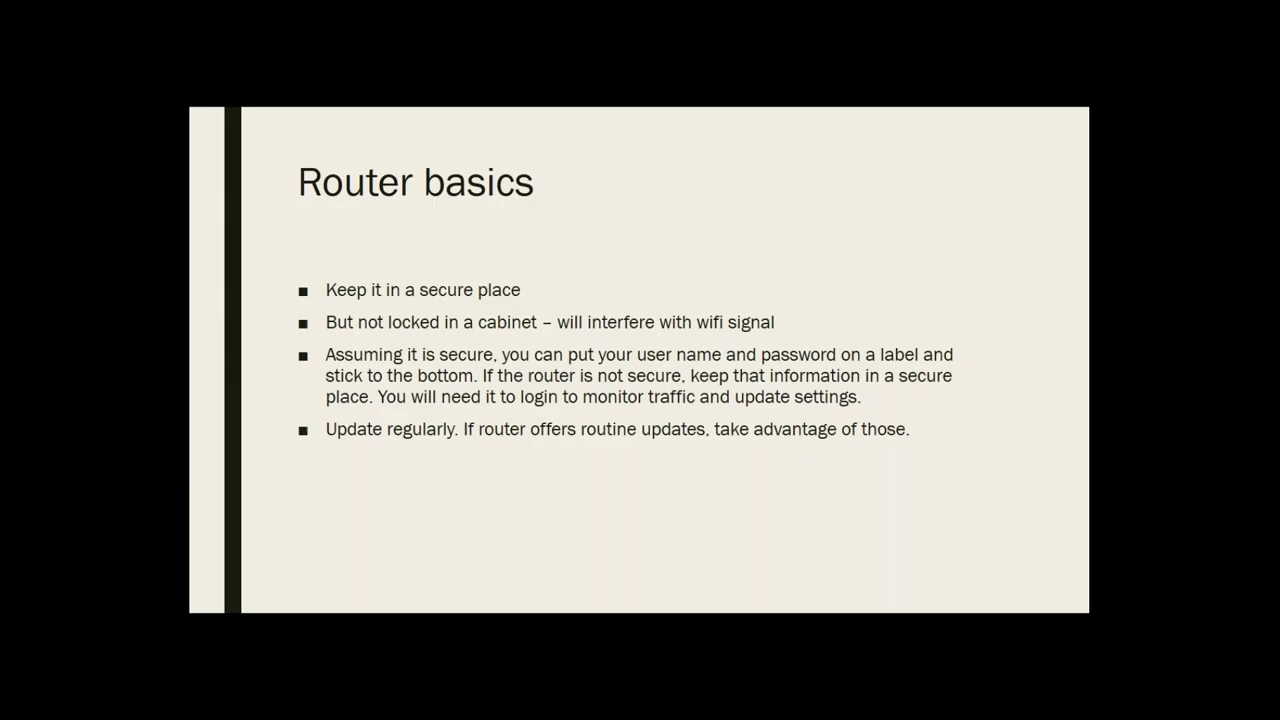 Router basics
■ Keep it in a secure place
■ But not locked in a cabinet – will interfere with wifi signal
■ Assuming it is secure, you can put your user name and password on a label and
stick to the bottom. If the router is not secure, keep that information in a secure
place. You will need it to login to monitor traffic and update settings.
■ Update regularly. If router offers routine updates, take advantage of those.